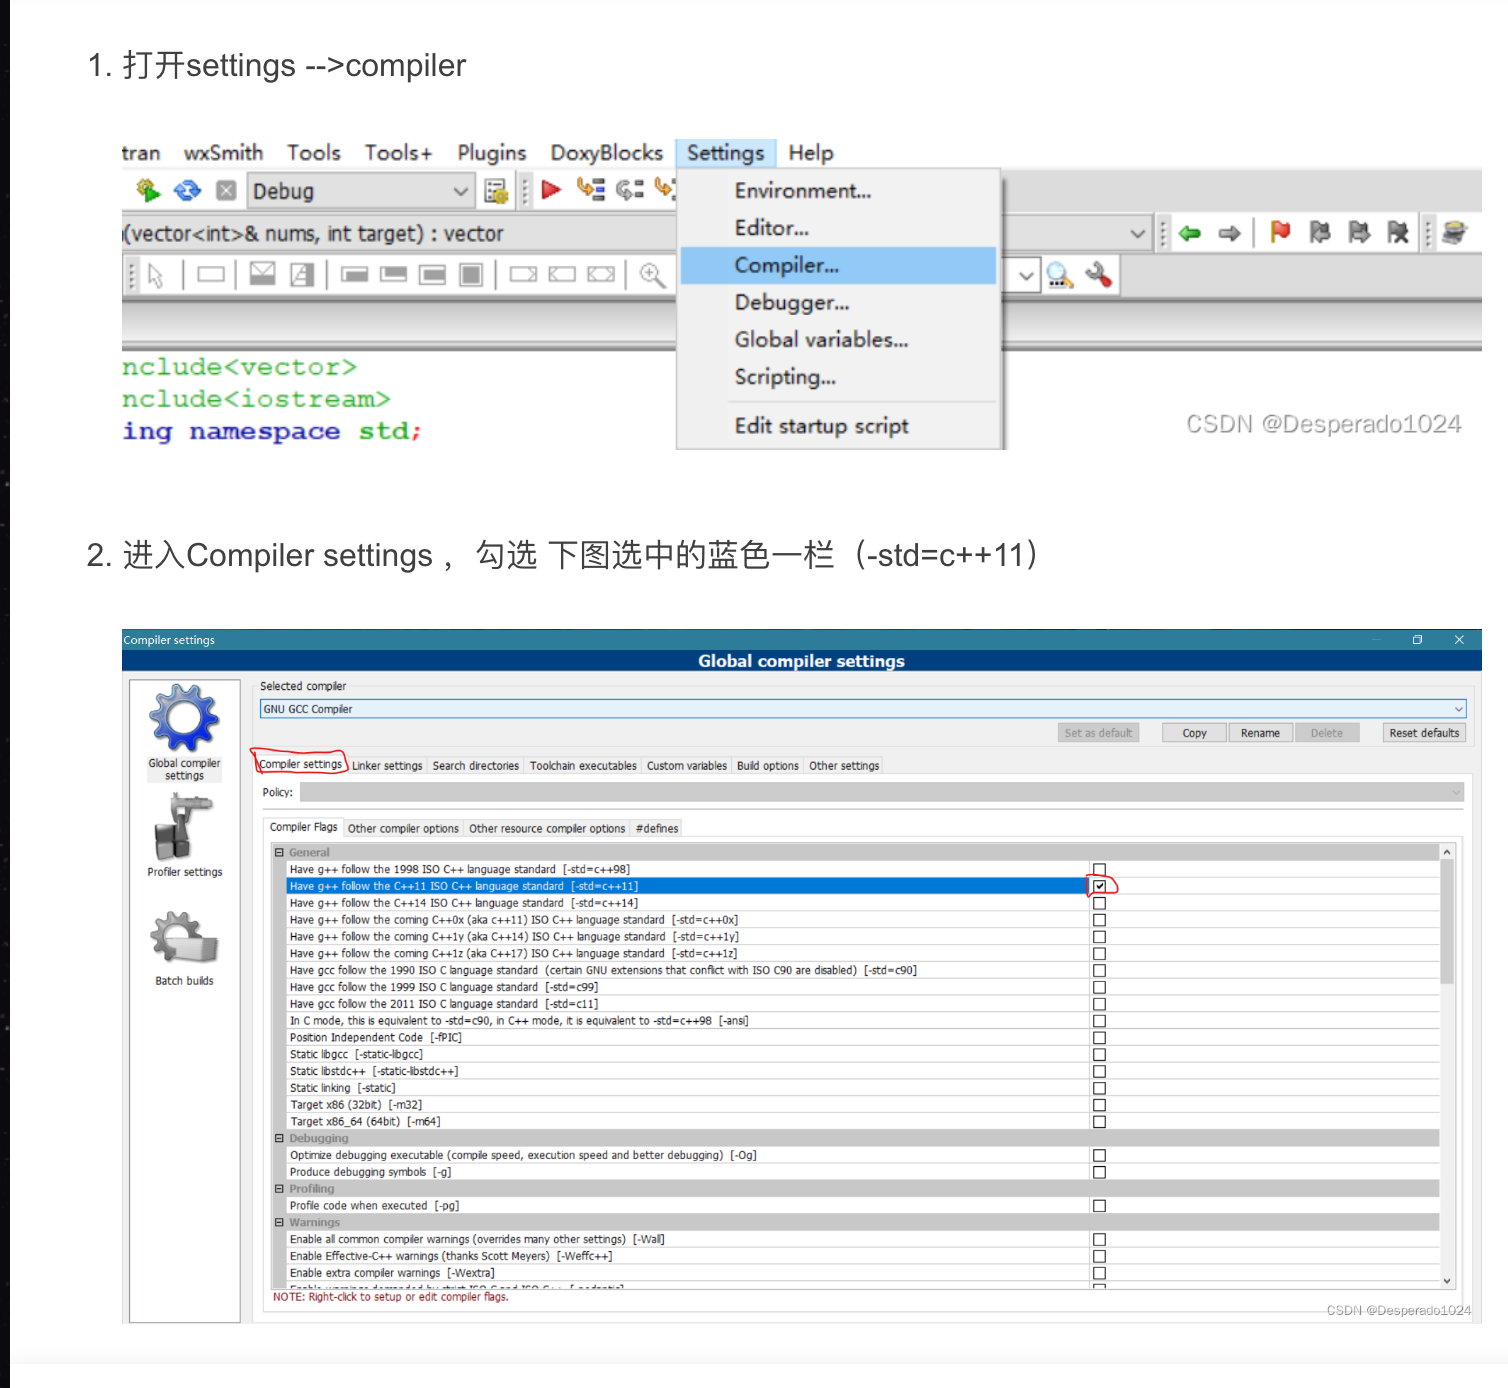 1. 打开settings -->compiler
tran wxSmith Tools Tools+ Plugins DoxyBlocks Settings Help
Debug
Environment...
(vector<int>& nums, int target) : vector
Editor...
Compiler...
Debugger...
Global variables...
nclude<vector>
Scripting...
nclude<iostream>
ing namespace std;
Edit startup script
CSDN @Desperado1024
2. 进入Compiler settings ， 勾选 下图选中的蓝色一栏（-std=c++11）
Compiler settings
Global compiler settings
Selected compiler
GNU GCC Compiler
Set as default Copy Rename Delete Reset defaults
Global compiler
settings
Compiler settings Linker settings Search directories Toolchain executables Custom variables Build options Other settings
Policy:
Compiler Flags Other compiler options Other resource compiler options #defines
General
Have g++ follow the 1998 ISO C++ language standard [-std=c++98]
Profiler settings
Have g++ follow the C++11 ISO C++ language standard [-std=c++11]
Have g++ follow the C++14 ISO C++ language standard [-std=c++14]
Have g++ follow the coming C++0x (aka c++11) ISO C++ language standard [-std=c++0x]
Have g++ follow the coming C++1y (aka C++14) ISO C++ language standard [-std=c++1y]
Have g++ follow the coming C++1z (aka C++17) ISO C++ language standard [-std=c++1z]
Have gcc follow the 1990 ISO C language standard (certain GNU extensions that conflict with ISO C90 are disabled) [-std=c90]
Batch builds
Have gcc follow the 1999 ISO C language standard [-std=c99]
Have gcc follow the 2011 ISO C language standard [-std=c11]
In C mode, this is equivalent to -std=c90, in C++ mode, it is equivalent to -std=c++98 [-ansi]
Position Independent Code [-fPIC]
Static libgcc [-static-libgcc]
Static libstdc++ [-static-libstdc++]
Static linking [-static]
Target x86 (32bit) [-m32]
Target x86_64 (64bit) [-m64]
Debugging
Optimize debugging executable (compile speed, execution speed and better debugging) [-Og]
Produce debugging symbols [-g]
Profiling
Profile code when executed [-pg]
Warnings
Enable all common compiler warnings (overrides many other settings) [-Wall]
Enable Effective-C++ warnings (thanks Scott Meyers) [-Weffc++]
Enable extra compiler warnings [-Wextra]
NOTE: Right-click to setup or edit compiler flags.
CSDN @Desperado1024